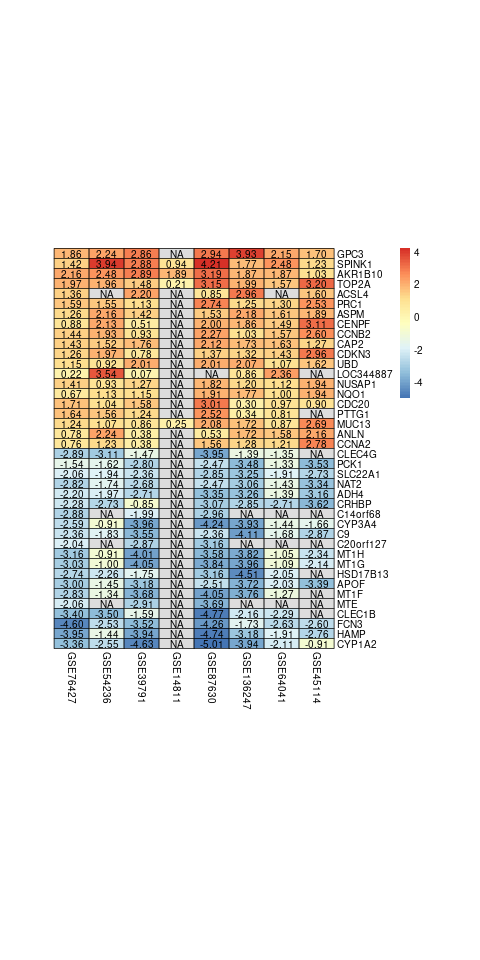 1.86 2.24 2.86 NA 2.94 3.93 2.15 1.70 GPC3
1.42 3.94 2.88 0.94 4.21 1.77 2.48 1.23 SPINK1
2.16 2.48 2.89 1.89 3.19 1.87 1.87 1.03 AKR1B10
1.97 1.96 1.48 0.21 3.15 1.99 1.57 3.20 TOP2A
1.36 NA 2.20 NA 0.85 2.96 NA 1.60 ACSL4
1.59 1.55 1.13 NA 2.74 1.25 1.30 2.53 PRC1
1.26 2.16 1.42 NA 1.53 2.18 1.61 1.89 ASPM
0.88 2.13 0.51 NA 2.00 1.86 1.49 3.11 CENPF
1.44 1.93 0.93 NA 2.27 1.03 1.57 2.60 CCNB2
1.43 1.52 1.76 NA 2.12 1.73 1.63 1.27 CAP2
1.26 1.97 0.78 NA 1.37 1.32 1.43 2.96 CDKN3
1.15 0.92 2.01 NA 2.01 2.07 1.07 1.62 UBD
0.22 3.54 0.07 NA NA 0.86 2.36 NA LOC344887
1.41 0.93 1.27 NA 1.82 1.20 1.12 1.94 NUSAP1
0.67 1.13 1.15 NA 1.91 1.77 1.00 1.94 NQO1
1.71 1.04 1.58 NA 3.01 0.30 0.97 0.90 CDC20
1.64 1.56 1.24 NA 2.52 0.34 0.81 NA PTTG1
1.24 1.07 0.86 0.25 2.08 1.72 0.87 2.69 MUC13
0.78 2.24 0.38 NA 0.53 1.72 1.58 2.16 ANLN
0.76 1.23 0.38 NA 1.56 1.28 1.21 2.78 CCNA2
-2.89 -3.11 -1.47 NA -3.95 -1.39 -1.35 NA CLEC4G
-1.54 -1.62 -2.80 NA -2.47 -3.48 -1.33 -3.53 PCK1
-2.06 -1.94 -2.36 NA -2.85 -3.25 -1.91 -2.73 SLC22A1
-2.82 -1.74 -2.68 NA -2.47 -3.06 -1.43 -3.34 NAT2
-2.20 -1.97 -2.71 NA -3.35 -3.26 -1.39 -3.16 ADH4
-2.28 -2.73 -0.85 NA -3.07 -2.85 -2.71 -3.62 CRHBP
-2.88 NA -1.99 NA -2.96 NA NA NA C14orf68
-2.59 -0.91 -3.96 NA -4.24 -3.93 -1.44 -1.66 CYP3A4
-2.36 -1.83 -3.55 NA -2.36 -4.11 -1.68 -2.87 C9
-2.04 NA -2.87 NA -3.16 NA NA NA C20orf127
-3.16 -0.91 -4.01 NA -3.58 -3.82 -1.05 -2.34 MT1H
-3.03 -1.00 -4.05 NA -3.84 -3.96 -1.09 -2.14 MT1G
-2.74 -2.26 -1.75 NA -3.16 -4.51 -2.05 NA HSD17B13
-3.00 -1.45 -3.18 NA -2.51 -3.72 -2.03 -3.39 APOF
-2.83 -1.34 -3.68 NA -4.05 -3.76 -1.27 NA MT1F
-2.06 NA -2.91 NA -3.69 NA NA NA MTE
-3.40 -3.50 -1.59 NA -4.77 -2.16 -2.29 NA CLEC1B
-4.60 -2.53 -3.52 NA -4.26 -1.73 -2.63 -2.60 FCN3
-3.95 -1.44 -3.94 NA -4.74 -3.18 -1.91 -2.76 HAMP
-3.36 -2.55 -4.63 NA -5.01 -3.94 -2.11 -0.91 CYP1A2
GSE76427
GSE54236
GSE39791
GSE14811
GSE87630
GSE136247
GSE64041
GSE45114
4
2
0
-2
-4